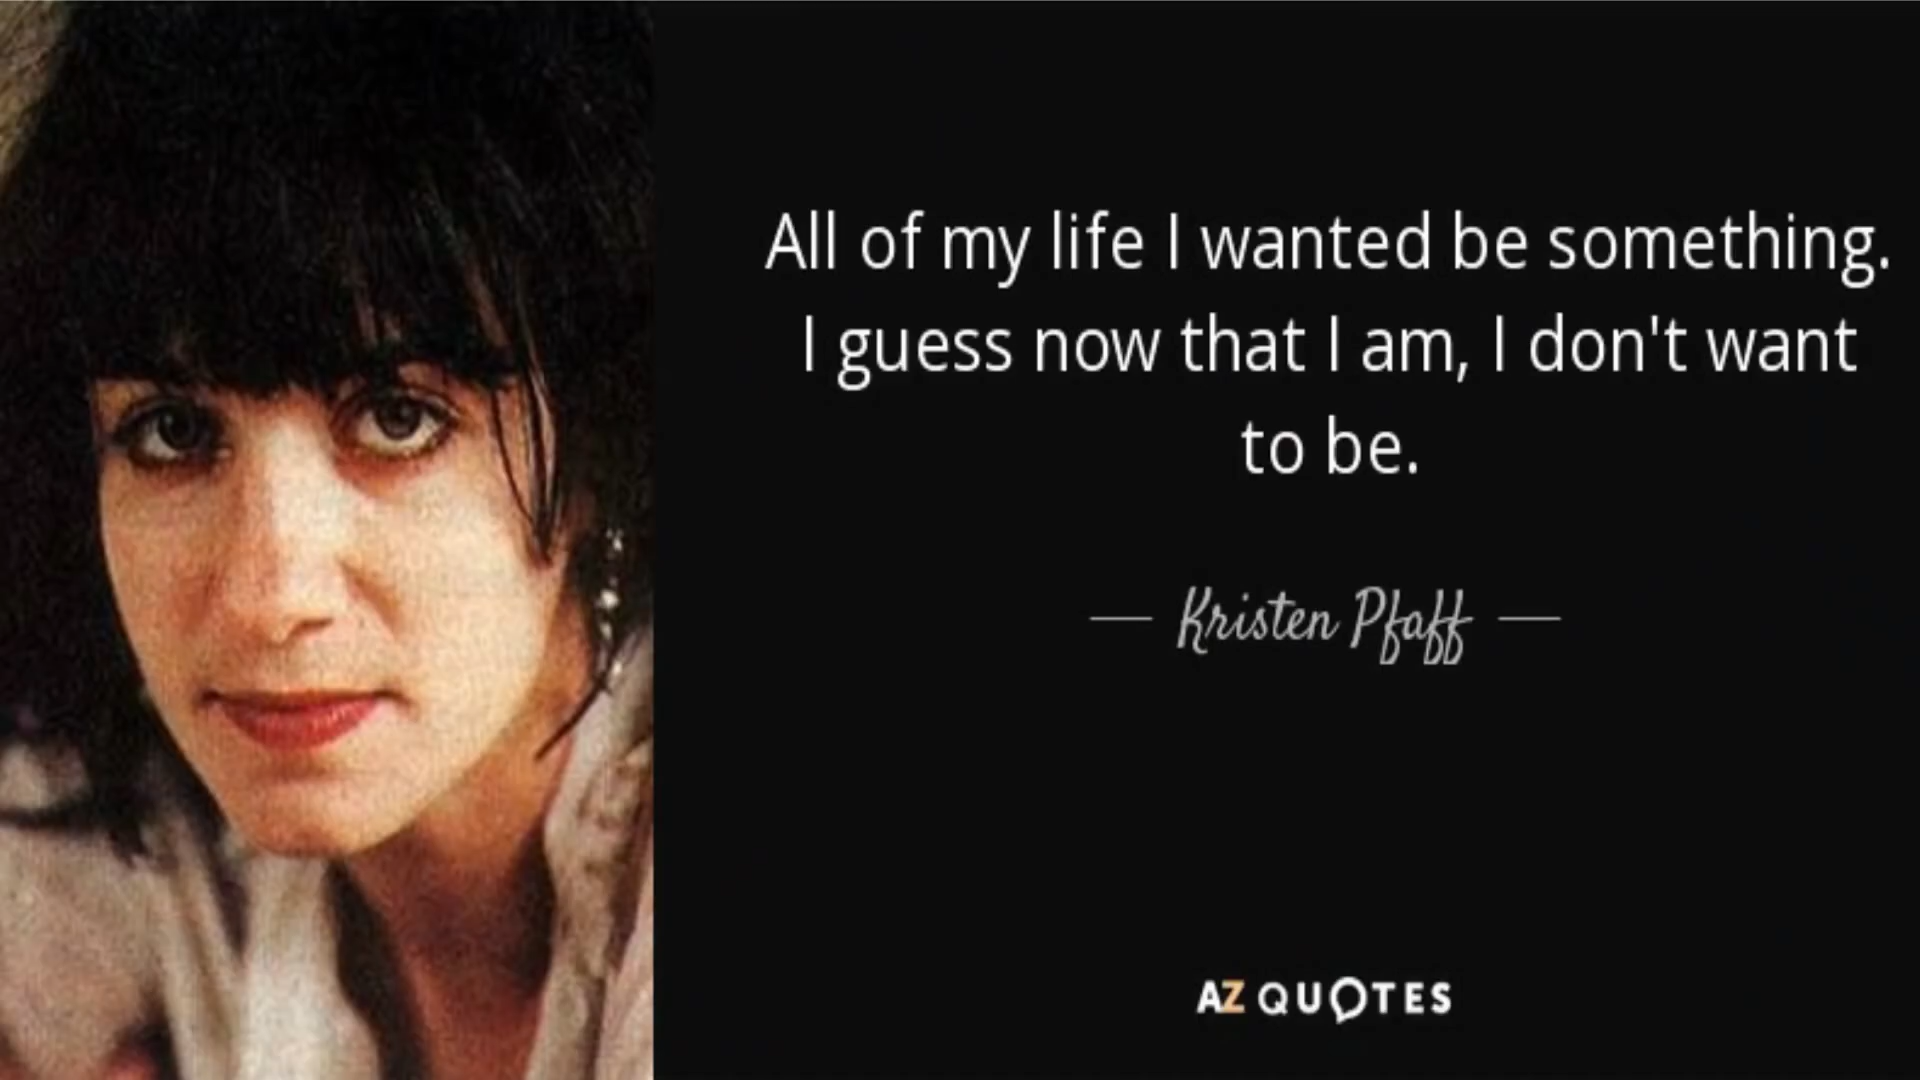 All of my life I wanted be something.
I guess now that I am, I don't want
to be.
— Kristen Pfaff —
AZ QUOTES